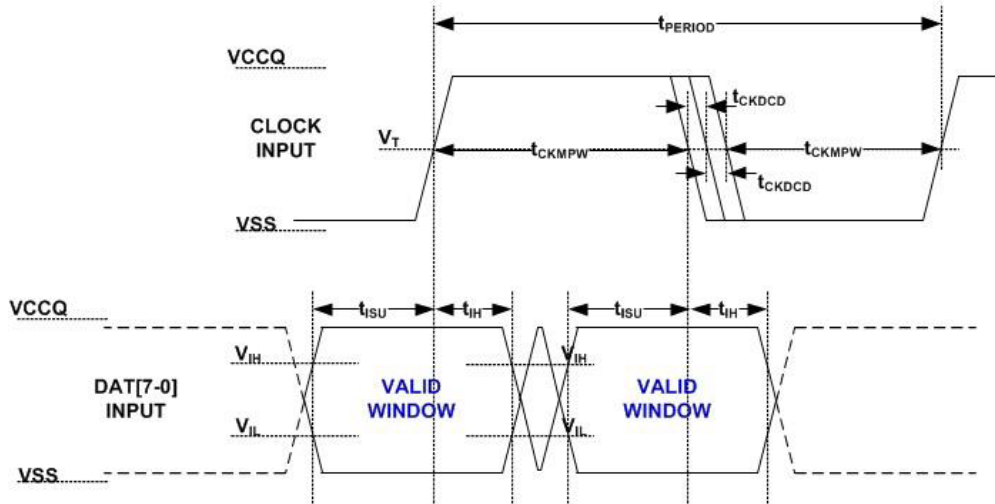 tPERIOD
VCCQ
tCKDCD
CLOCK
INPUT
VT
tCKMPW
tCKMPW
tCKDCD
VSS
VCCQ
tISU
tIH
tISU
tIH
VIH
VIH
DAT[7-0]
INPUT
VALID
WINDOW
VALID
WINDOW
VIL
VIL
VSS